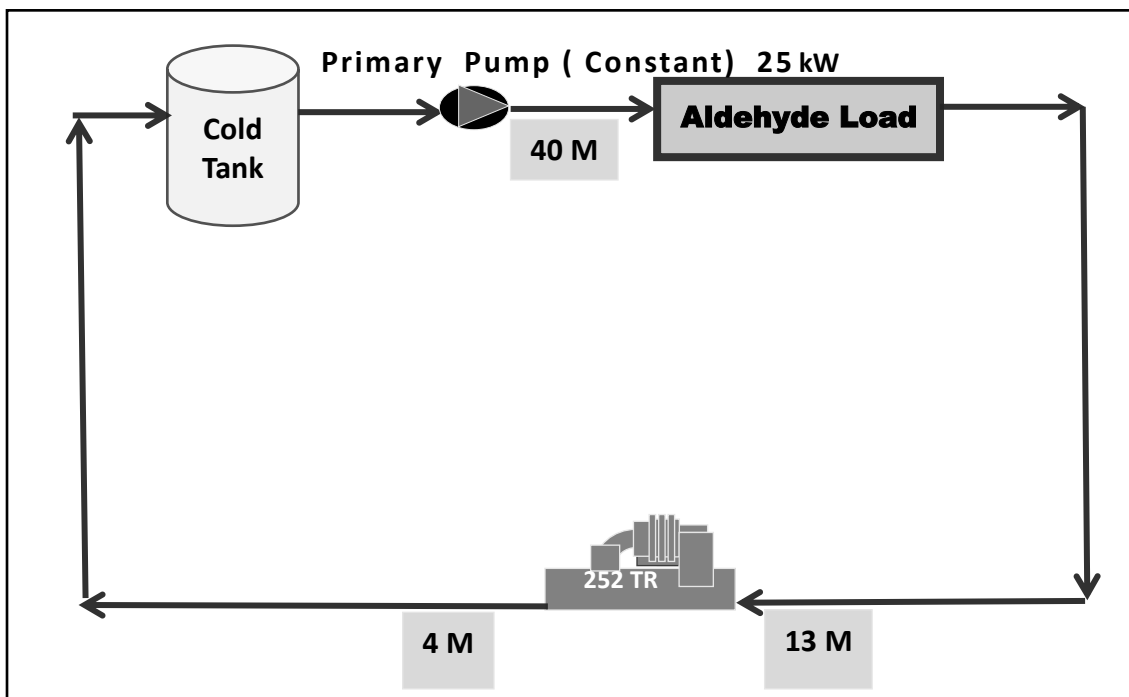 Primary Pump ( Constant) 25 kW
Cold
Tank
40 M
Aldehyde Load
252 TR
4 M
13 M